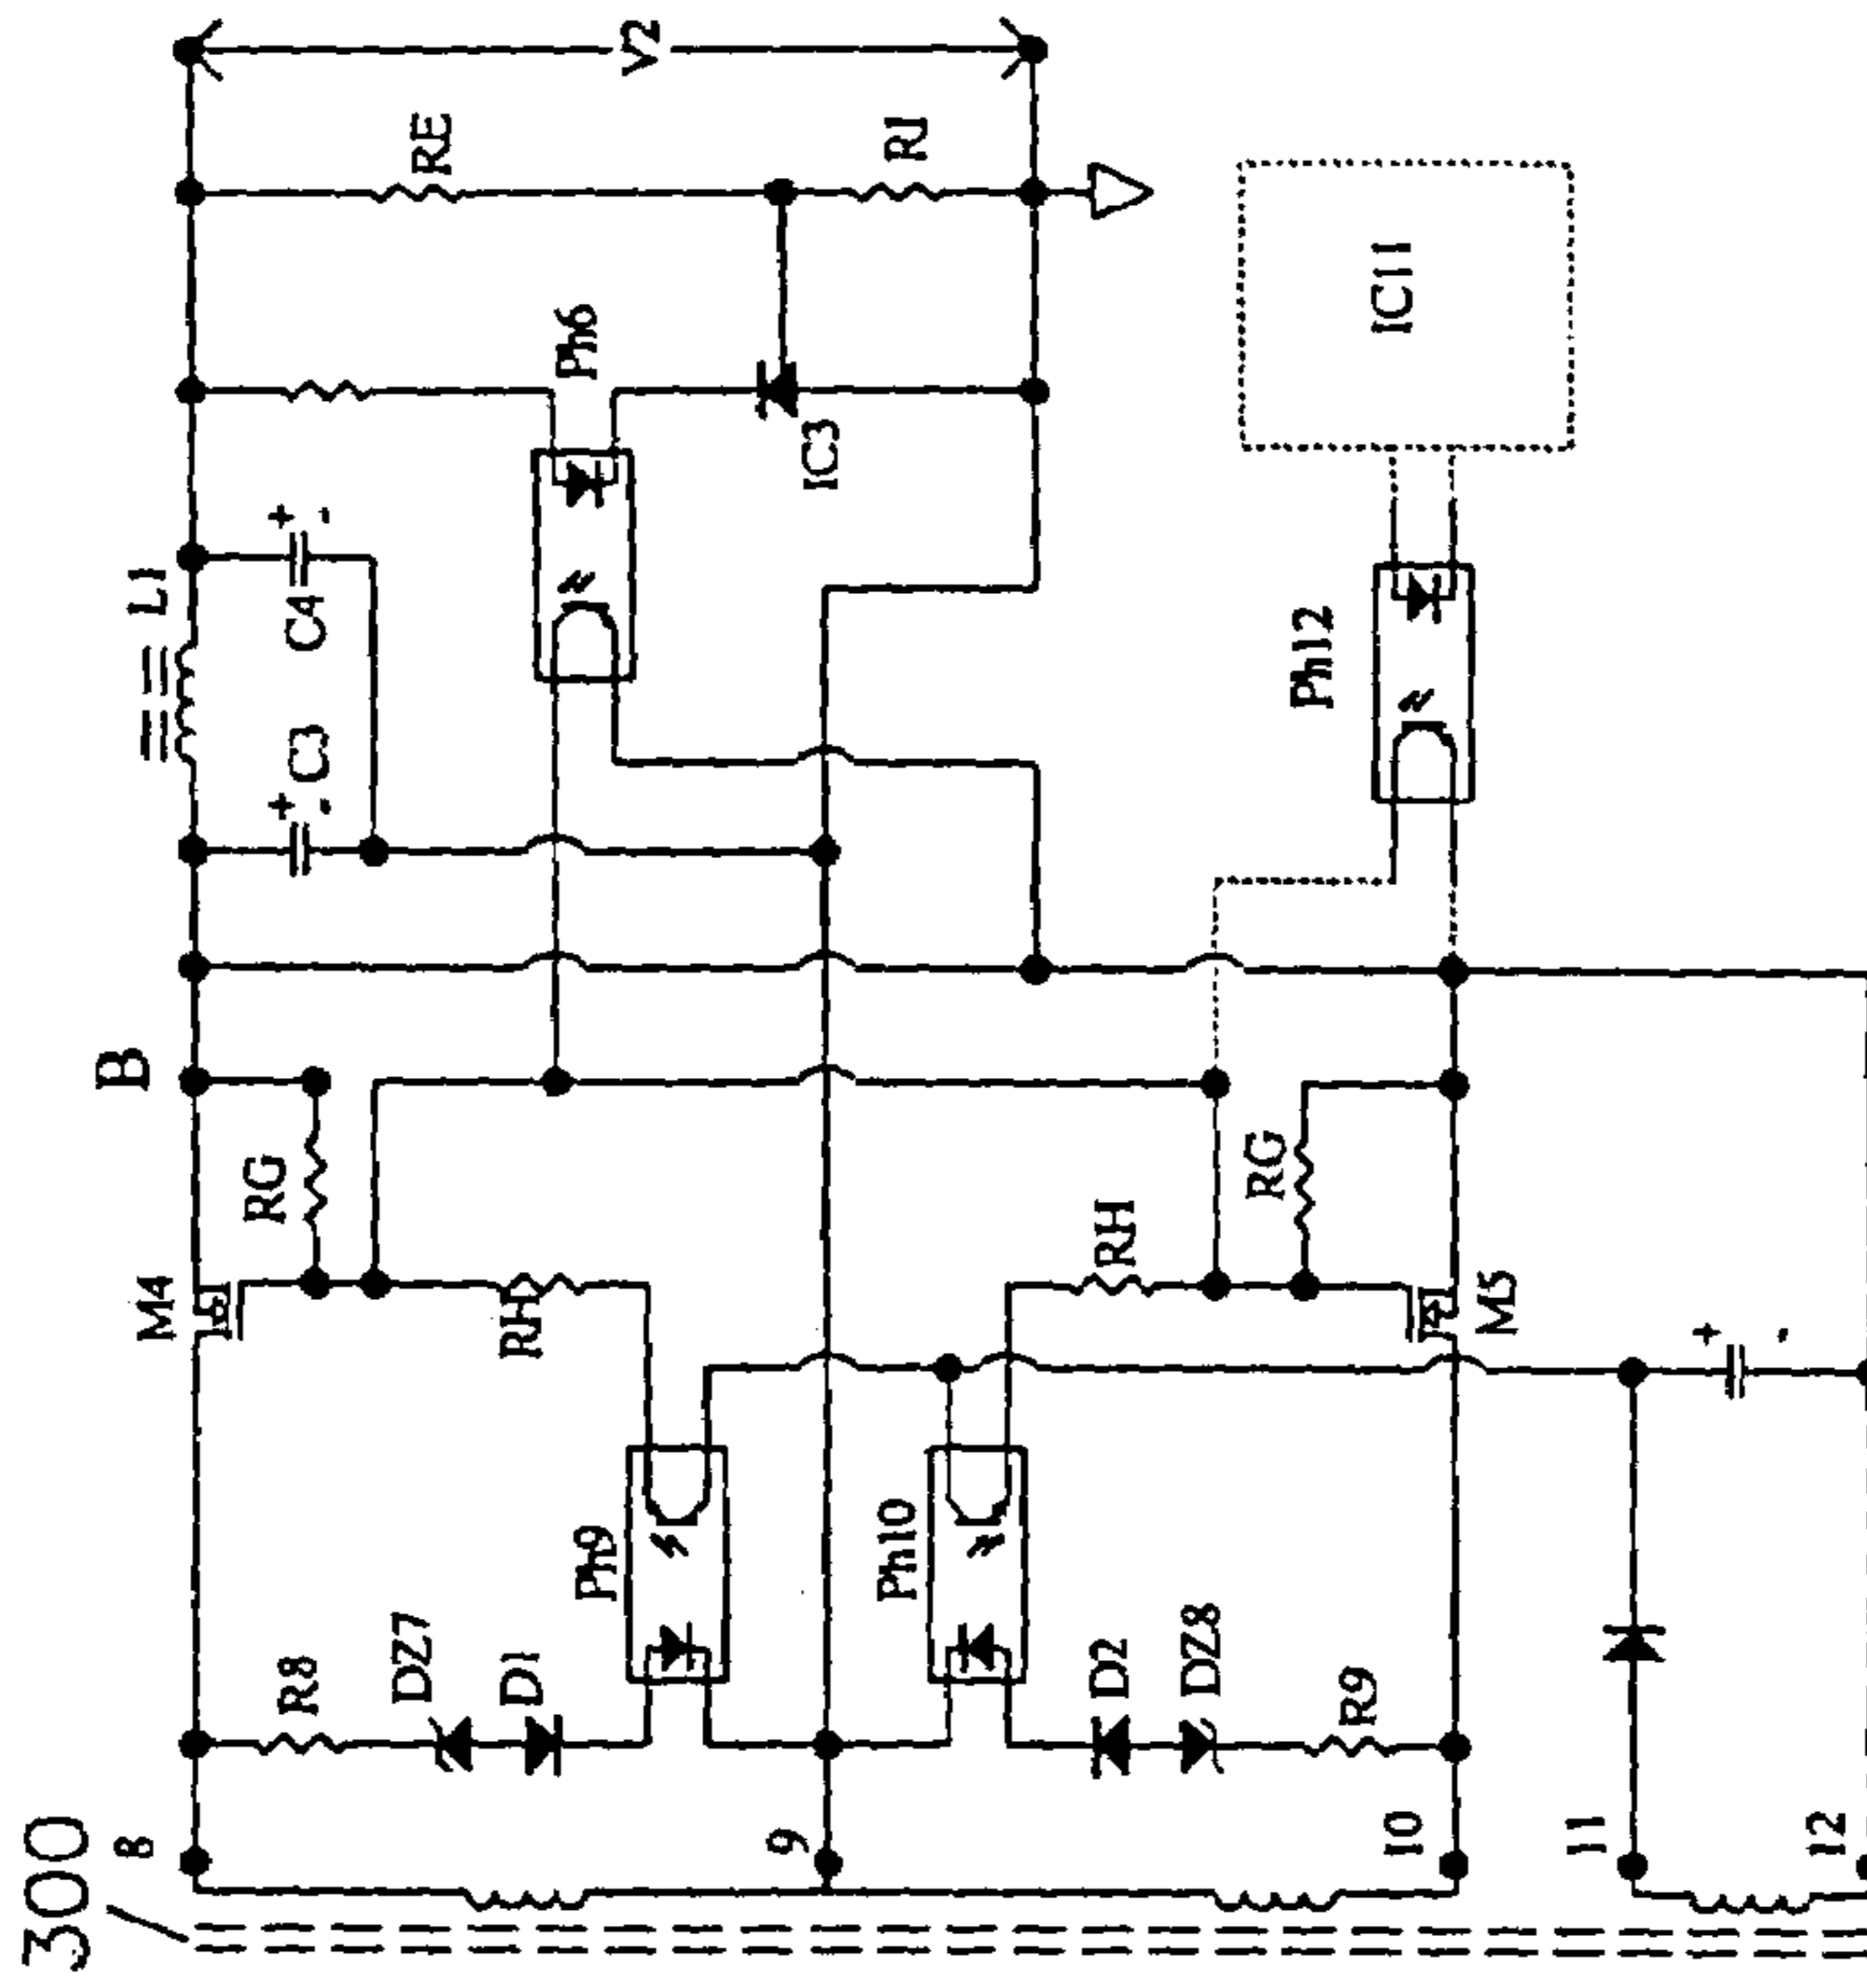 300
B
8
M4
L1
RG
R8
+
-
C3
+
-
C4
DZ7
RE
D1
RH
Ph9
Ph6
V2
9
IC3
Ph10
RI
D2
RH
DZ8
RG
Ph12
R9
IC11
10
M5
11
+
-
12